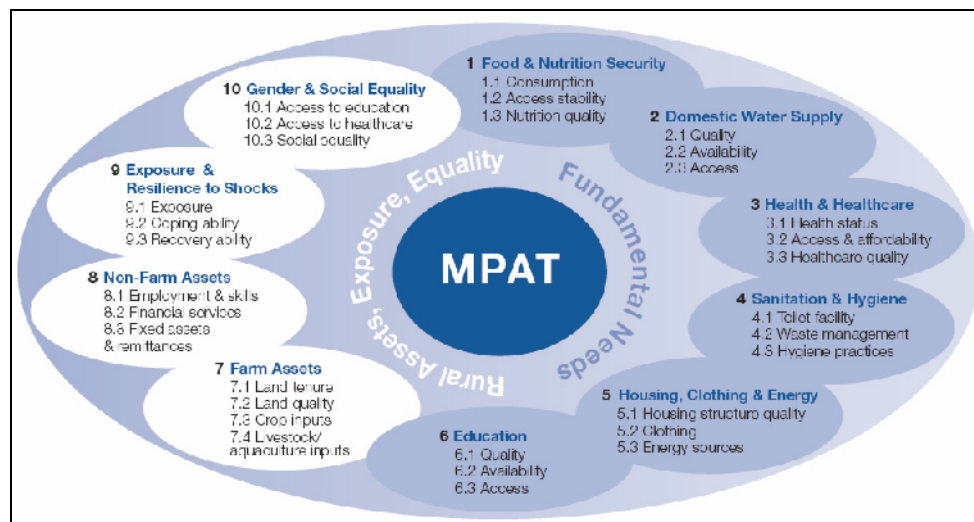 1 Food & Nutrition Security
1.1 Consumption
1.2 Access stability
1.3 Nutrition quality
2 Domestic Water Supply
2.1 Quality
2.2 Availability
2.3 Access
3 Health & Healthcare
3.1 Health status
3.2 Access & affordability
3.3 Healthcare quality
4 Sanitation & Hygiene
4.1 Toilet facility
4.2 Waste management
4.3 Hygiene practices
5 Housing, Clothing & Energy
5.1 Housing structure quality
5.2 Clothing
5.3 Energy sources
6 Education
6.1 Quality
6.2 Availability
6.3 Access
7 Farm Assets
7.1 Land tenure
7.2 Land quality
7.3 Crop inputs
7.4 Livestock/
aquaculture inputs
8 Non-Farm Assets
8.1 Employment & skills
8.2 Financial services
8.3 Fixed assets
& remittances
9 Exposure &
Resilience to Shocks
9.1 Exposure
9.2 Coping ability
9.3 Recovery ability
10 Gender & Social Equality
10.1 Access to education
10.2 Access to healthcare
10.3 Social equality
Rural Assets, Exposure, Equality
Fundamental Needs
MPAT